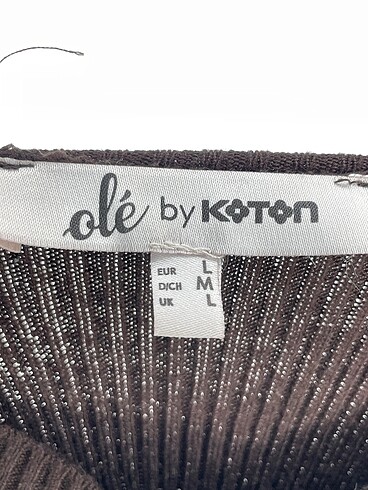 olé by KOTON
EUR L
D/CH M
UK L